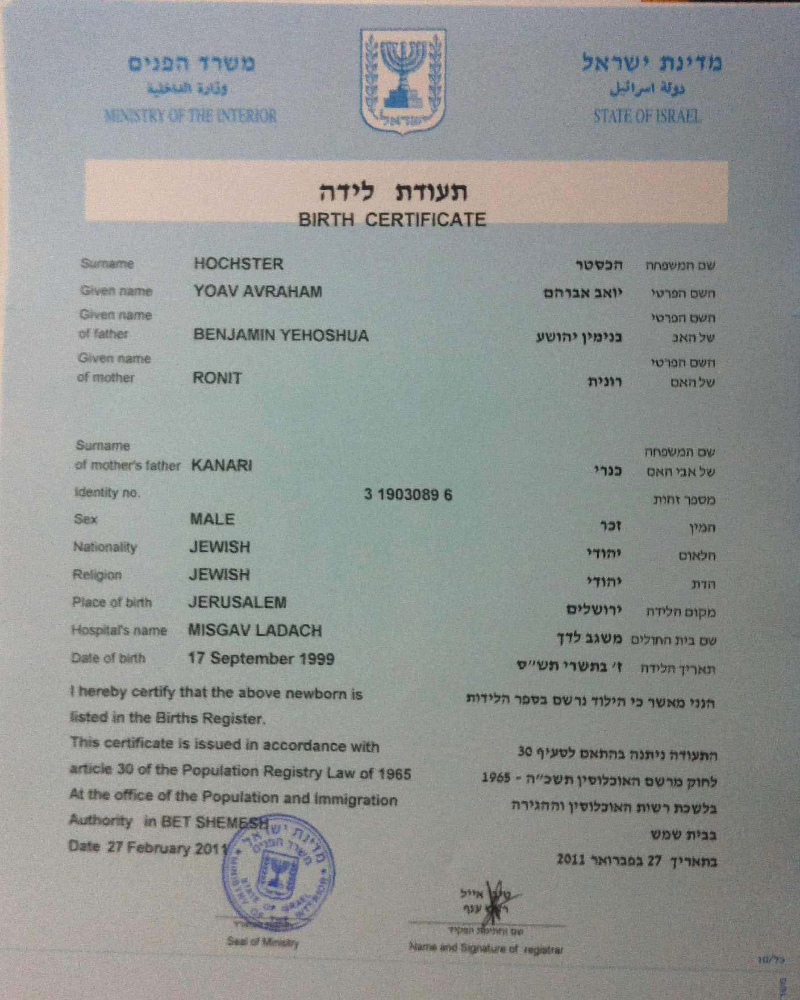 משרד הפנים
وزارة الداخلية
MINISTRY OF THE INTERIOR
ישראל
מדינת ישראל
دولة اسرائيل
STATE OF ISRAEL
תעודת לידה
BIRTH CERTIFICATE
Surname HOCHSTER הכסטר שם המשפחה
Given name YOAV AVRAHAM יואב אברהם השם הפרטי
Given name השם הפרטי
of father BENJAMIN YEHOSHUA בנימין יהושע של האב
Given name השם הפרטי
of mother RONIT רונית של האם
Surname שם המשפחה
of mother's father KANARI כנרי של אבי האם
Identity no. 3 1903089 6 מספר זהות
Sex MALE זכר המין
Nationality JEWISH יהודי הלאום
Religion JEWISH יהודי הדת
Place of birth JERUSALEM ירושלים מקום הלידה
Hospital's name MISGAV LADACH משגב לדך שם בית החולים
Date of birth 17 September 1999 ז' בתשרי תש"ס תאריך הלידה
I hereby certify that the above newborn is הנני מאשר כי הילוד נרשם בספר הלידות
listed in the Births Register.
This certificate is issued in accordance with התעודה ניתנה בהתאם לסעיף 30
article 30 of the Population Registry Law of 1965 לחוק מרשם האוכלוסין תשכ"ה - 1965
At the office of the Population and Immigration בלשכת רשות האוכלוסין וההגירה
Authority in BET SHEMESH בבית שמש
Date 27 February 2011 בתאריך 27 בפברואר 2011
מדינת ישראל
משרד הפנים
STATE OF ISRAEL
MINISTRY OF THE INTERIOR
אייל
ענף
שם וחתימת הפקיד
Seal of Ministry Name and Signature of registrar